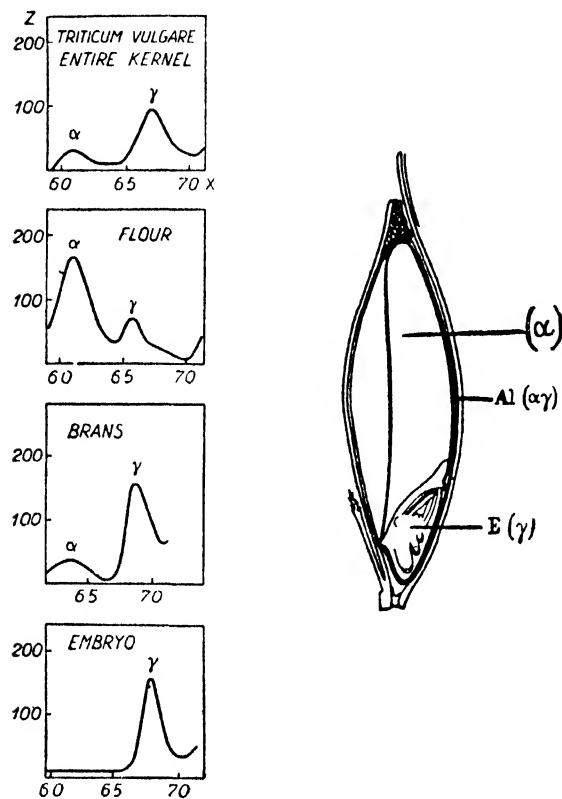 Z
TRITICUM VULGARE
ENTIRE KERNEL
200
100
α
γ
60 65 70 X
FLOUR
200
100
α
γ
60 65 70
BRANS
200
100
α
γ
65 70
EMBRYO
200
100
γ
60 65 70
(α)
Al (αγ)
E (γ)